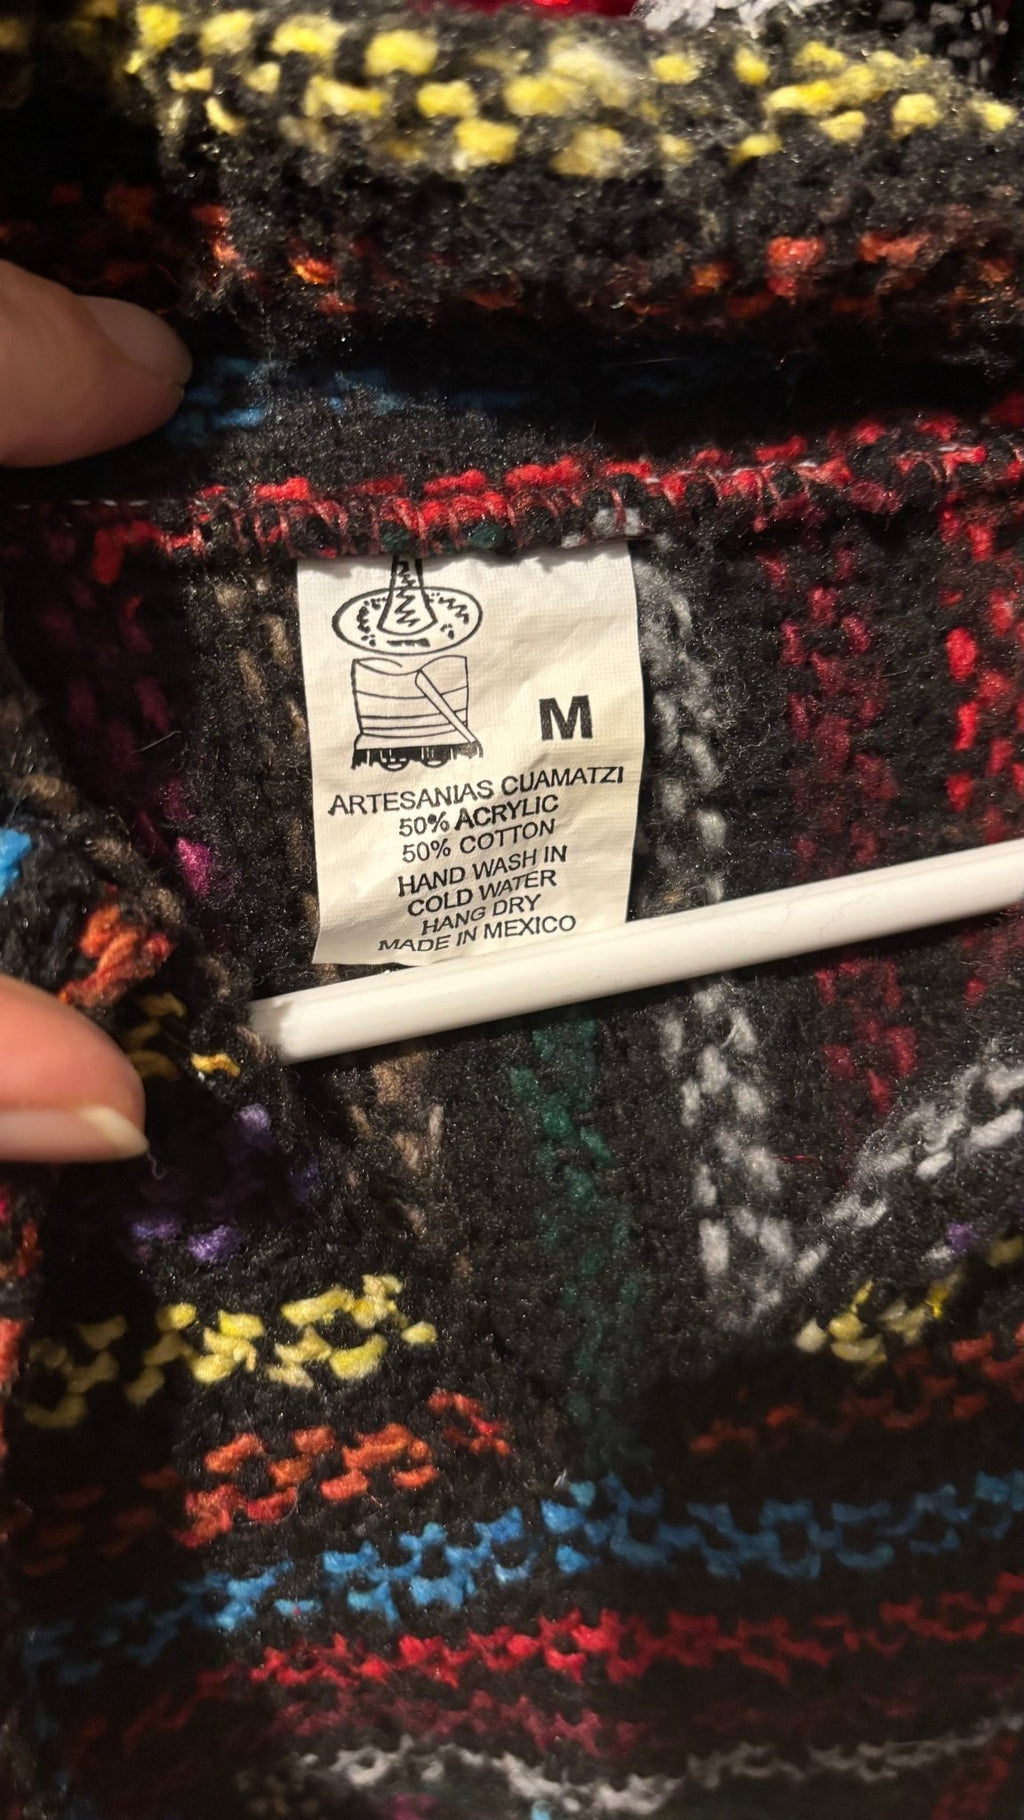 M
ARTESANIAS CUAMATZI
50% ACRYLIC
50% COTTON
HAND WASH IN
COLD WATER
HANG DRY
MADE IN MEXICO